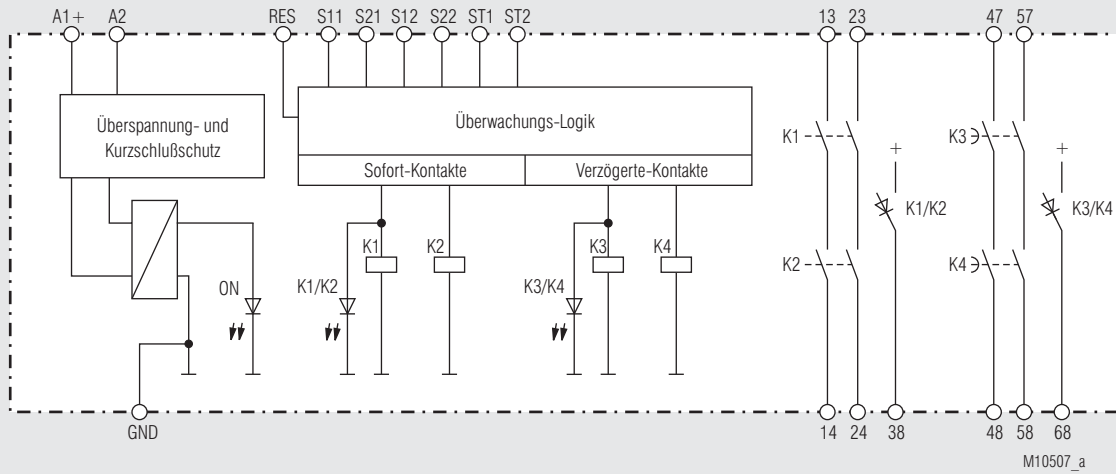 A1+ A2 RES S11 S21 S12 S22 ST1 ST2 13 23 47 57
Überspannung- und
Kurzschlußschutz
Überwachungs-Logik
Sofort-Kontakte Verzögerte-Kontakte
K1 K3
+ +
K1/K2 K3/K4
K1 K2 K3 K4
K2 K4
ON K1/K2 K3/K4
GND 14 24 38 48 58 68
M10507_a